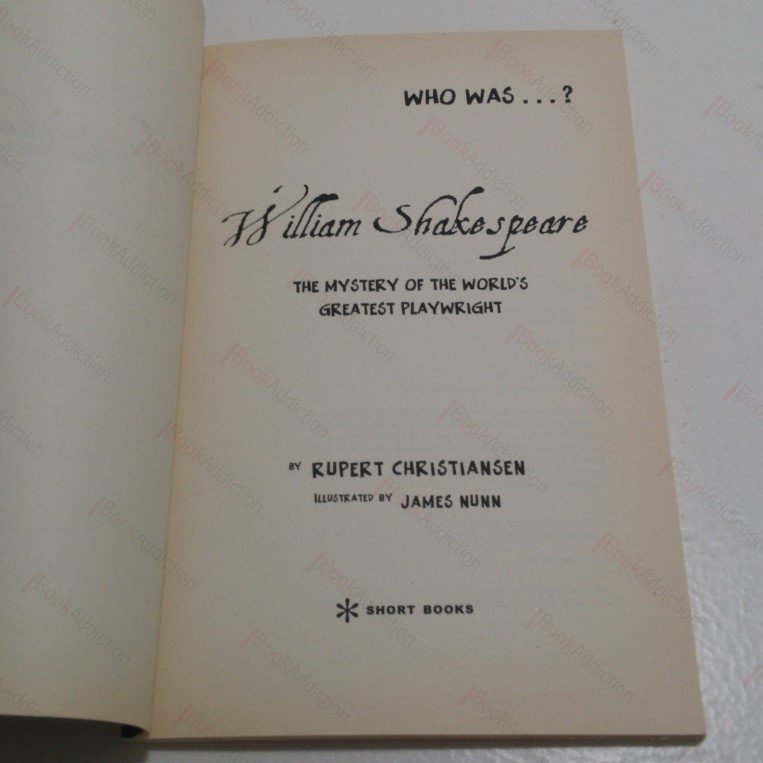 WHO WAS...?
William Shakespeare
THE MYSTERY OF THE WORLD'S
GREATEST PLAYWRIGHT
BY RUPERT CHRISTIANSEN
ILLUSTRATED BY JAMES NUNN
SHORT BOOKS
BookAddiction